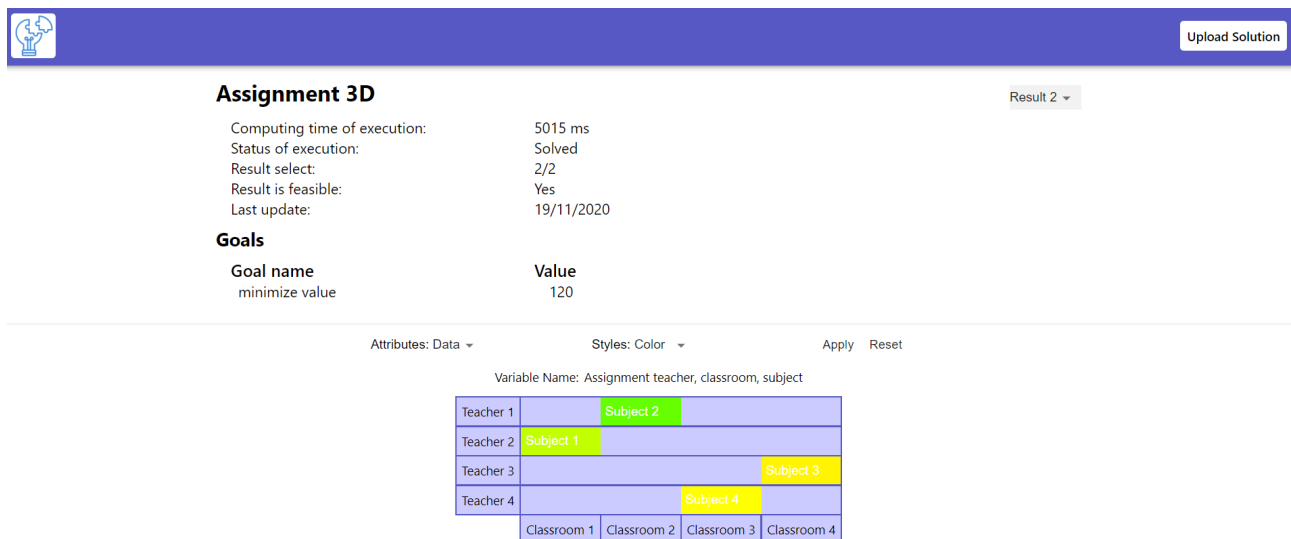 Upload Solution
Assignment 3D
Result 2
Computing time of execution: 5015 ms
Status of execution: Solved
Result select: 2/2
Result is feasible: Yes
Last update: 19/11/2020
Goals
Goal name Value
minimize value 120
Attributes: Data Styles: Color Apply Reset
Variable Name: Assignment teacher, classroom, subject
Teacher 1 Subject 2
Teacher 2 Subject 1
Teacher 3 Subject 3
Teacher 4 Subject 4
Classroom 1 Classroom 2 Classroom 3 Classroom 4